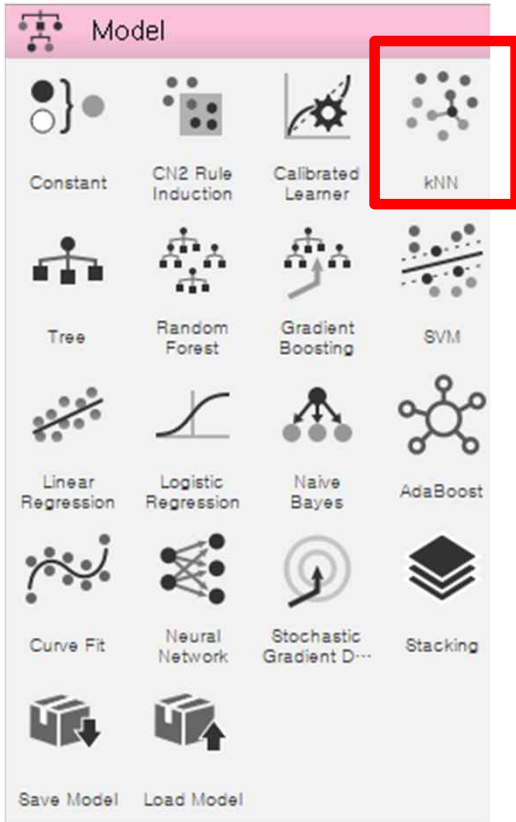 Model
Constant
CN2 Rule
Induction
Calibrated
Learner
kNN
Tree
Random
Forest
Gradient
Boosting
SVM
Linear
Regression
Logistic
Regression
Naive
Bayes
AdaBoost
Curve Fit
Neural
Network
Stochastic
Gradient D…
Stacking
Save Model
Load Model